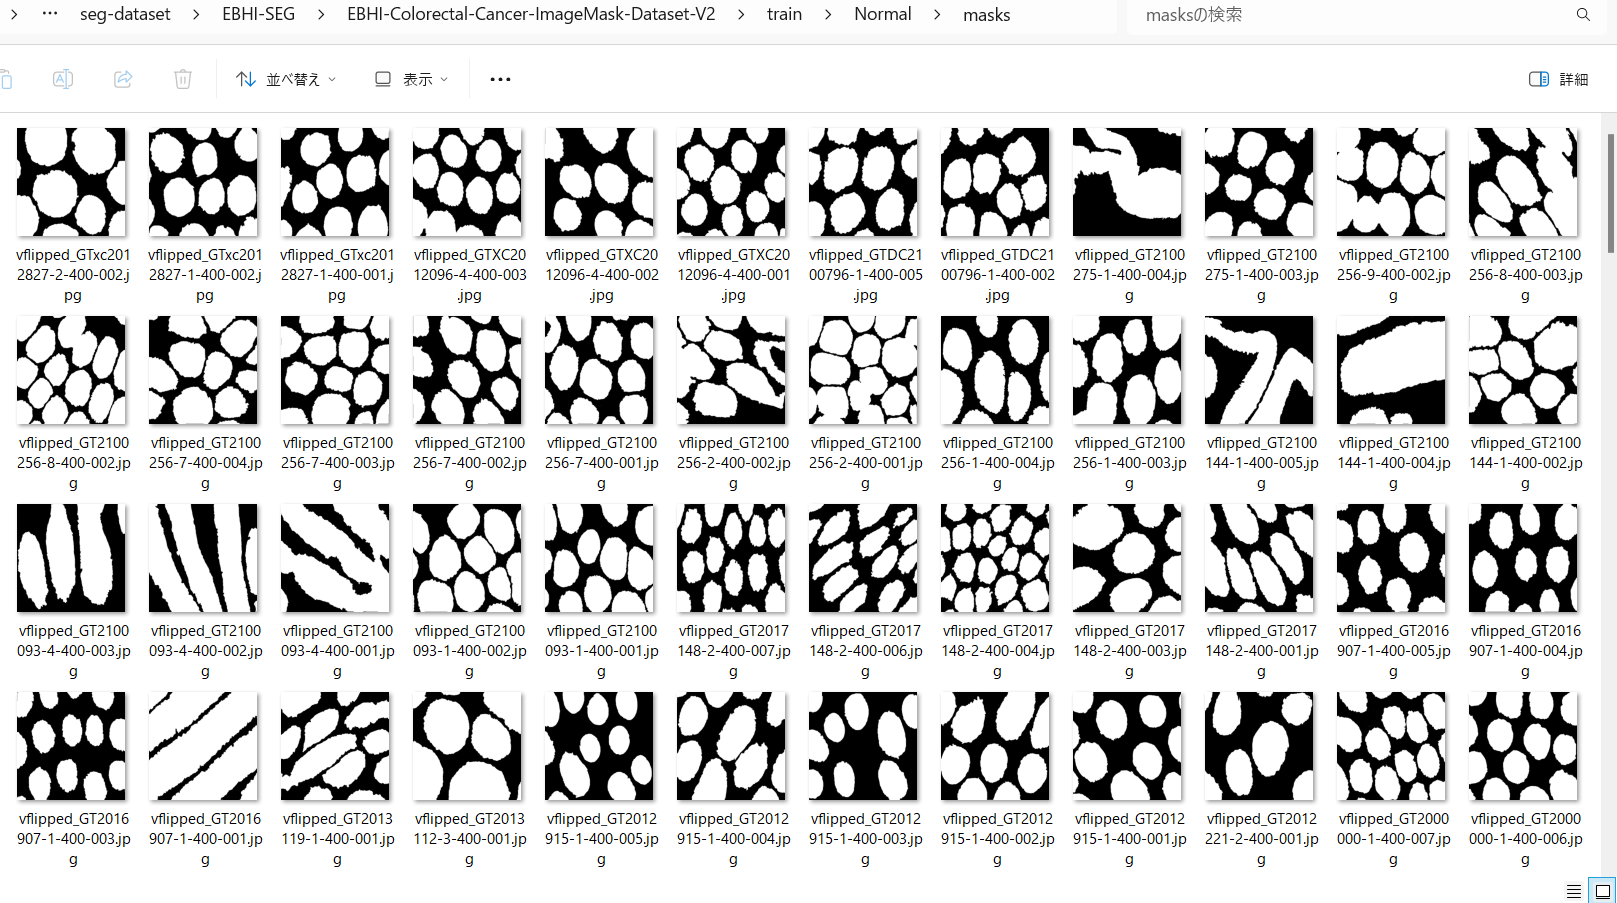 seg-dataset > EBHI-SEG > EBHI-Colorectal-Cancer-ImageMask-Dataset-V2 > train > Normal > masks
masksの検索
並べ替え
表示
詳細
vflipped_GTxc2012827-2-400-002.jpg
vflipped_GTxc2012827-1-400-002.jpg
vflipped_GTxc2012827-1-400-001.jpg
vflipped_GTXC2012096-4-400-003.jpg
vflipped_GTXC2012096-4-400-002.jpg
vflipped_GTXC2012096-4-400-001.jpg
vflipped_GTDC2100796-1-400-005.jpg
vflipped_GTDC2100796-1-400-002.jpg
vflipped_GT2100275-1-400-004.jpg
vflipped_GT2100275-1-400-003.jpg
vflipped_GT2100256-9-400-002.jpg
vflipped_GT2100256-8-400-003.jpg
vflipped_GT2100256-8-400-002.jpg
vflipped_GT2100256-7-400-004.jpg
vflipped_GT2100256-7-400-003.jpg
vflipped_GT2100256-7-400-002.jpg
vflipped_GT2100256-7-400-001.jpg
vflipped_GT2100256-2-400-002.jpg
vflipped_GT2100256-2-400-001.jpg
vflipped_GT2100256-1-400-004.jpg
vflipped_GT2100256-1-400-003.jpg
vflipped_GT2100144-1-400-005.jpg
vflipped_GT2100144-1-400-004.jpg
vflipped_GT2100144-1-400-002.jpg
vflipped_GT2100093-4-400-003.jpg
vflipped_GT2100093-4-400-002.jpg
vflipped_GT2100093-4-400-001.jpg
vflipped_GT2100093-1-400-002.jpg
vflipped_GT2100093-1-400-001.jpg
vflipped_GT2017148-2-400-007.jpg
vflipped_GT2017148-2-400-006.jpg
vflipped_GT2017148-2-400-004.jpg
vflipped_GT2017148-2-400-003.jpg
vflipped_GT2017148-2-400-001.jpg
vflipped_GT2016907-1-400-005.jpg
vflipped_GT2016907-1-400-004.jpg
vflipped_GT2016907-1-400-003.jpg
vflipped_GT2016907-1-400-001.jpg
vflipped_GT2013119-1-400-001.jpg
vflipped_GT2013112-3-400-001.jpg
vflipped_GT2012915-1-400-005.jpg
vflipped_GT2012915-1-400-004.jpg
vflipped_GT2012915-1-400-003.jpg
vflipped_GT2012915-1-400-002.jpg
vflipped_GT2012915-1-400-001.jpg
vflipped_GT2012221-2-400-001.jpg
vflipped_GT2000000-1-400-007.jpg
vflipped_GT2000000-1-400-006.jpg